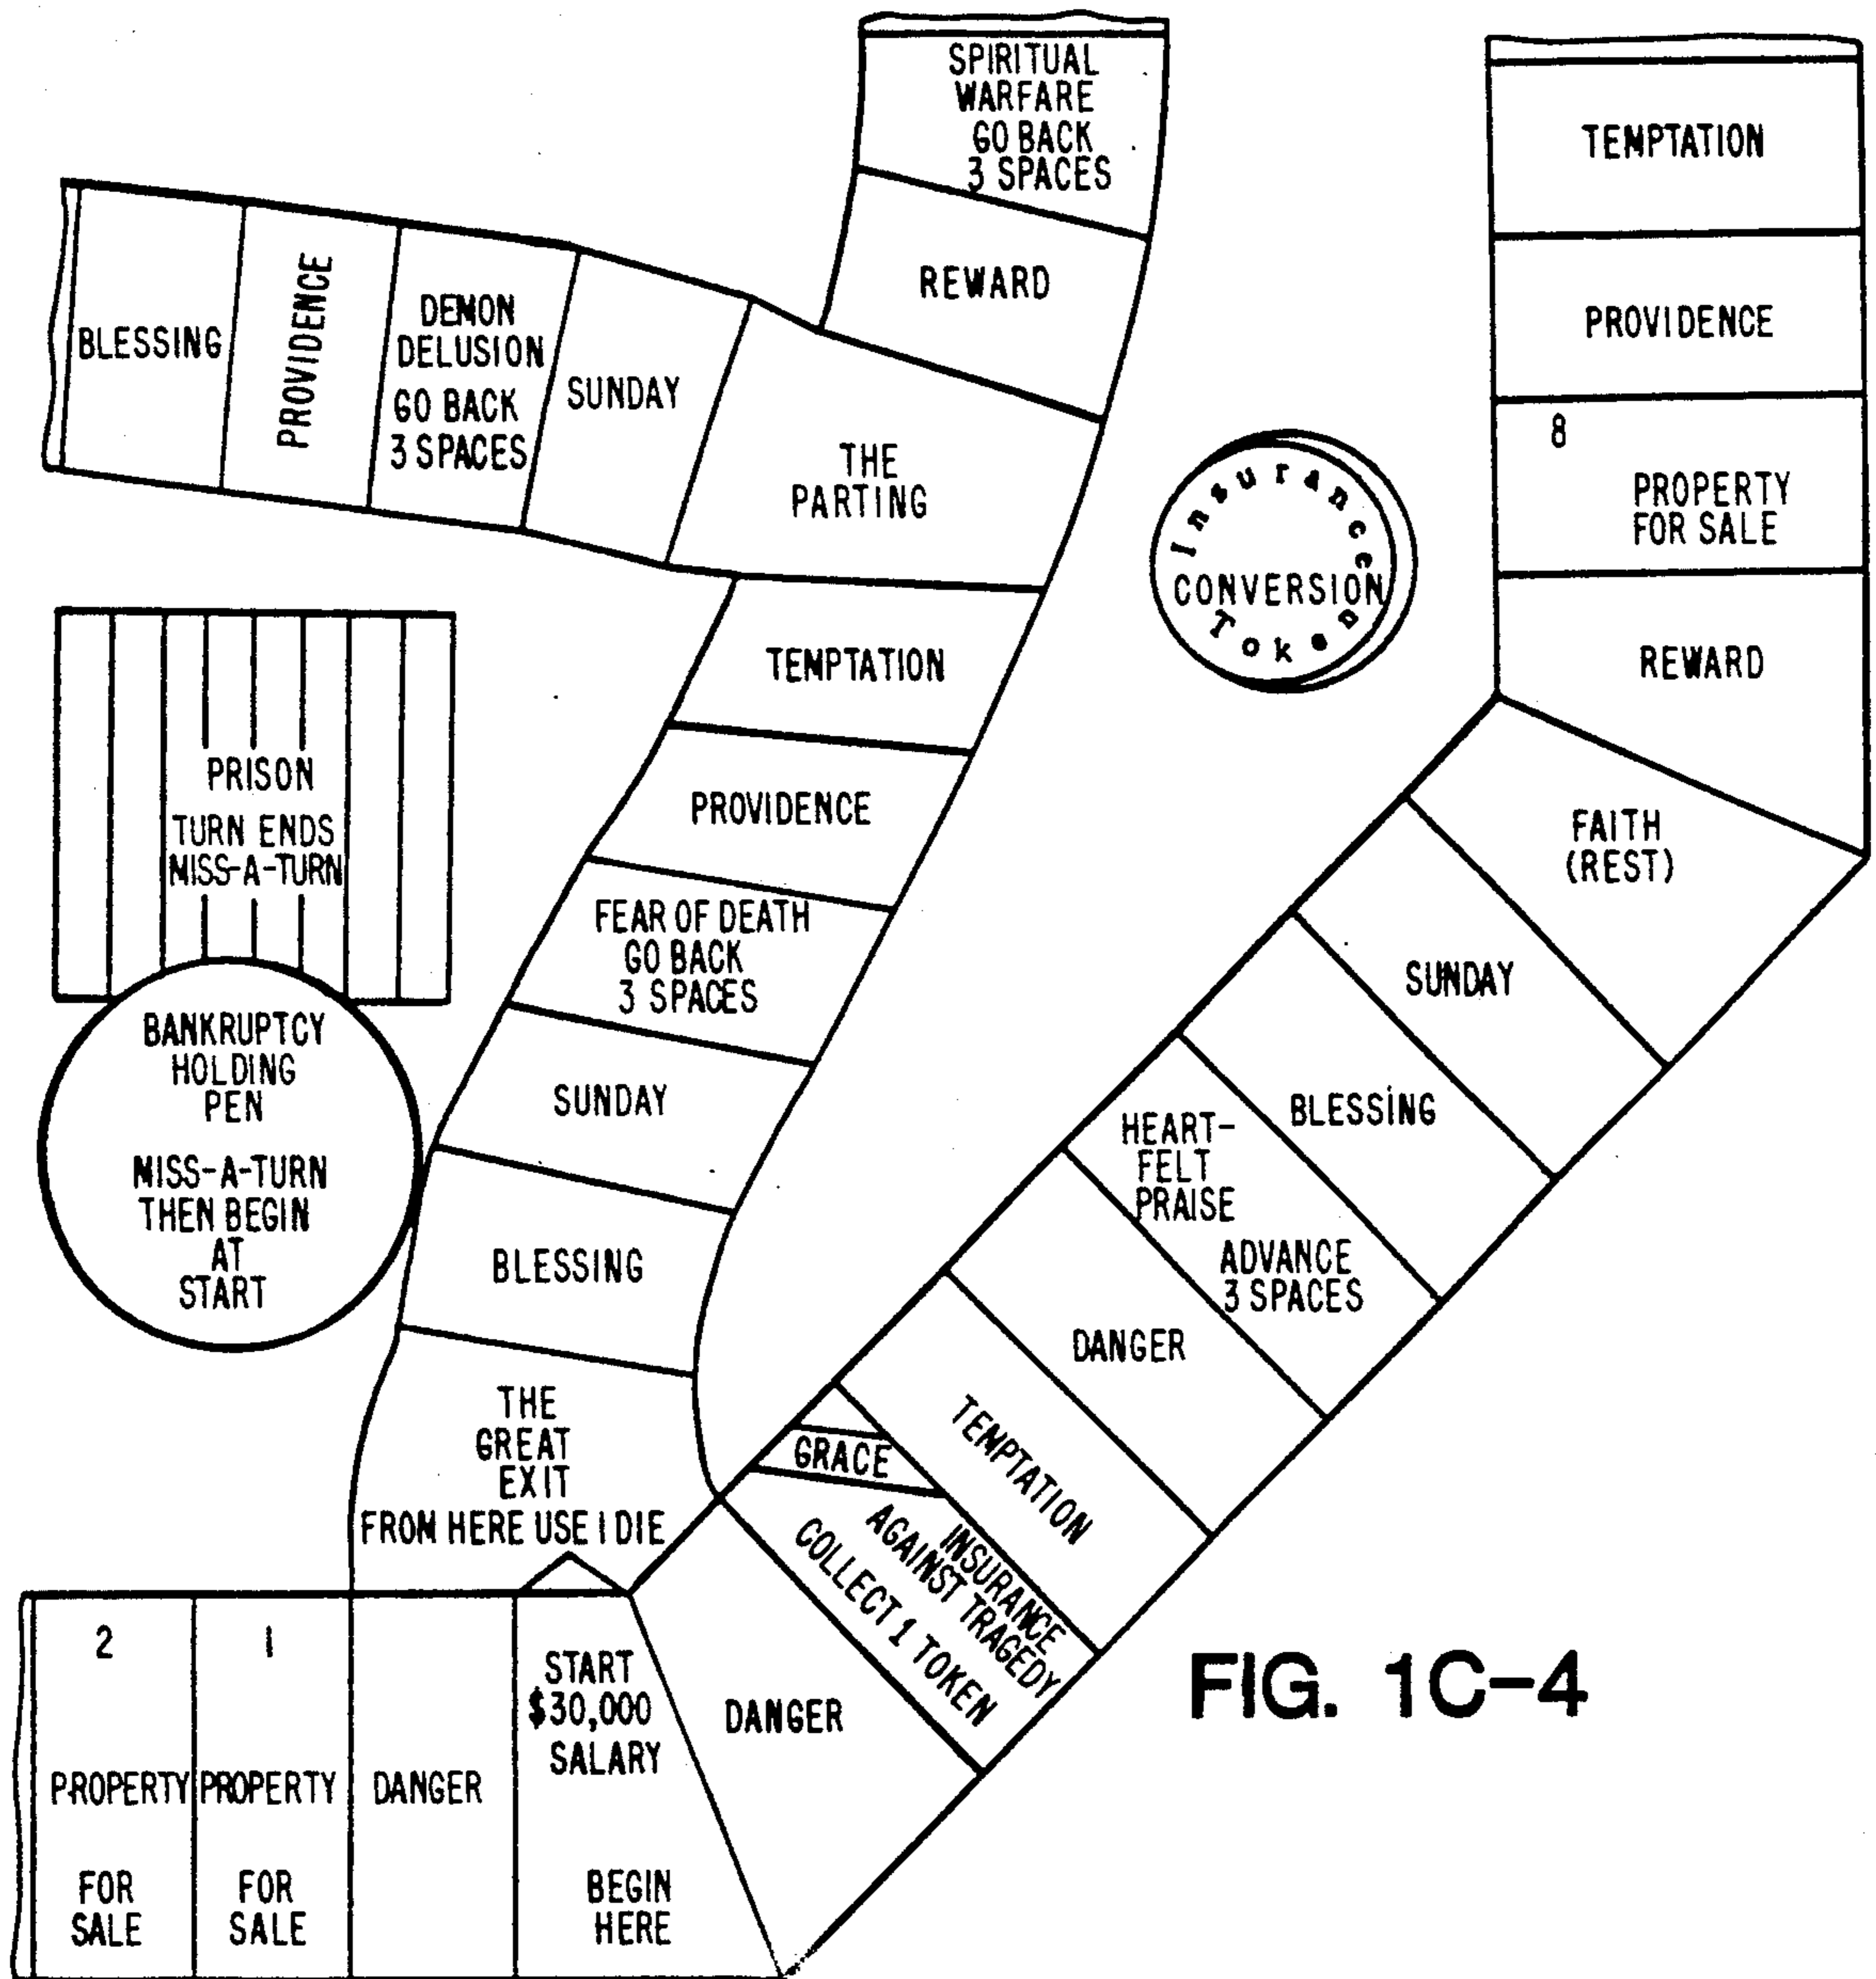 SPIRITUAL
WARFARE
GO BACK
3 SPACES
REWARD
BLESSING
PROVIDENCE
DEMON
DELUSION
GO BACK
3 SPACES
SUNDAY
THE
PARTING
TEMPTATION
PROVIDENCE
FEAR OF DEATH
GO BACK
3 SPACES
SUNDAY
BLESSING
THE
GREAT
EXIT
FROM HERE USE 1 DIE
PRISON
TURN ENDS
MISS-A-TURN
BANKRUPTCY
HOLDING
PEN
MISS-A-TURN
THEN BEGIN
AT
START
Insurance
CONVERSION
Token
TEMPTATION
PROVIDENCE
8
PROPERTY
FOR SALE
REWARD
FAITH
(REST)
SUNDAY
BLESSING
HEART-
FELT
PRAISE
ADVANCE
3 SPACES
DANGER
TEMPTATION
GRACE
INSURANCE
AGAINST TRAGEDY
COLLECT 1 TOKEN
DANGER
START
$30,000
SALARY
BEGIN
HERE
DANGER
1
PROPERTY
FOR
SALE
2
PROPERTY
FOR
SALE
FIG. 1C-4